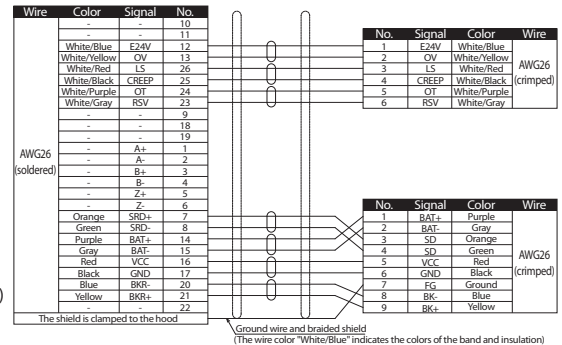 Wire Color Signal No.
- - 10
- - 11
White/Blue E24V 12
White/Yellow OV 13
White/Red LS 26
White/Black CREEP 25
White/Purple OT 24
White/Gray RSV 23
- - 9
- - 18
- - 19
- A+ 1
AWG26
(soldered)
- A- 2
- B+ 3
- B- 4
- Z+ 5
- Z- 6
Orange SRD+ 7
Green SRD- 8
Purple BAT+ 14
Gray BAT- 15
Red VCC 16
Black GND 17
Blue BKR- 20
Yellow BKR+ 21
- - 22
The shield is clamped to the hood
)
No. Signal Color Wire
1 E24V White/Blue
2 OV White/Yellow
3 LS White/Red
4 CREEP White/Black
5 OT White/Purple
6 RSV White/Gray
AWG26
(crimped)
No. Signal Color Wire
1 BAT+ Purple
2 BAT- Gray
3 SD Orange
4 SD Green
5 VCC Red
6 GND Black
7 FG Ground
8 BK- Blue
9 BK+ Yellow
AWG26
(crimped)
Ground wire and braided shield
(The wire color "White/Blue" indicates the colors of the band and insulation)